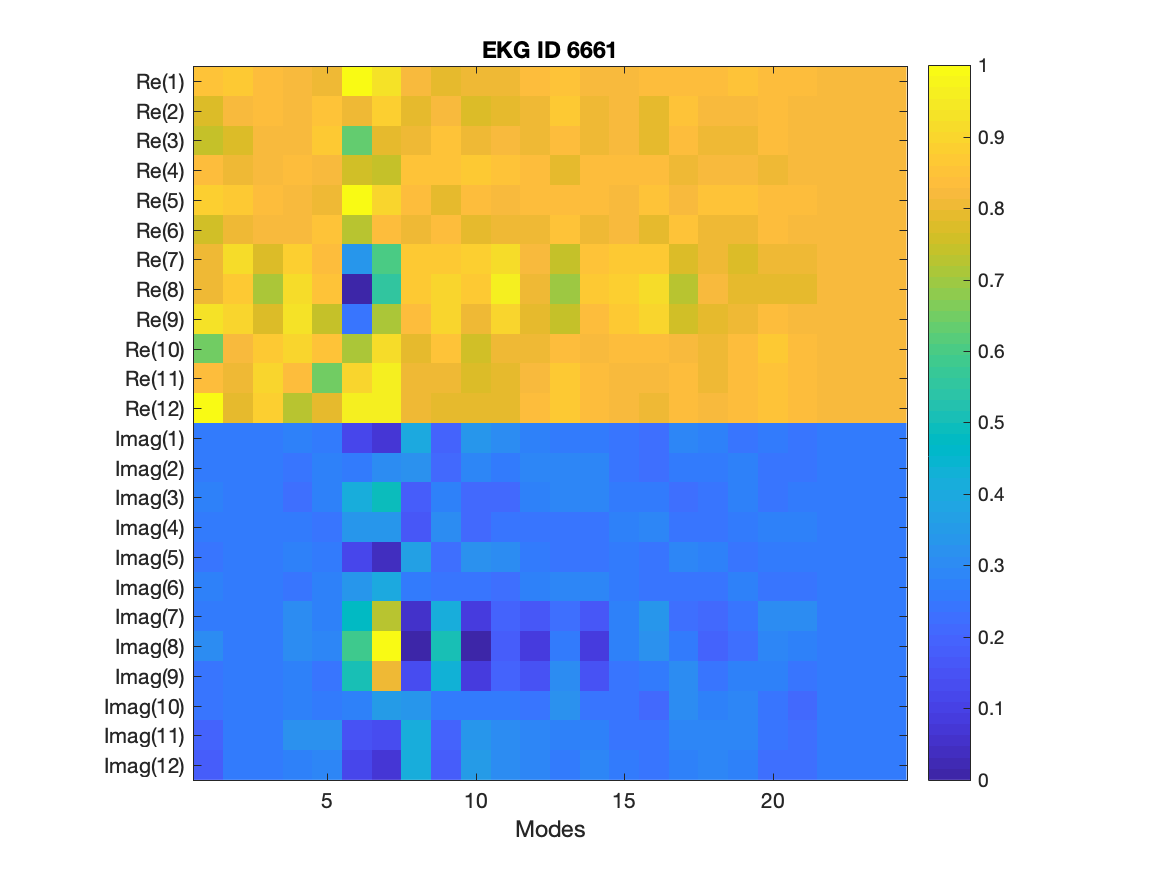 EKG ID 6661
Re(1)
Re(2)
Re(3)
Re(4)
Re(5)
Re(6)
Re(7)
Re(8)
Re(9)
Re(10)
Re(11)
Re(12)
Imag(1)
Imag(2)
Imag(3)
Imag(4)
Imag(5)
Imag(6)
Imag(7)
Imag(8)
Imag(9)
Imag(10)
Imag(11)
Imag(12)
5 10 15 20
Modes
1
0.9
0.8
0.7
0.6
0.5
0.4
0.3
0.2
0.1
0